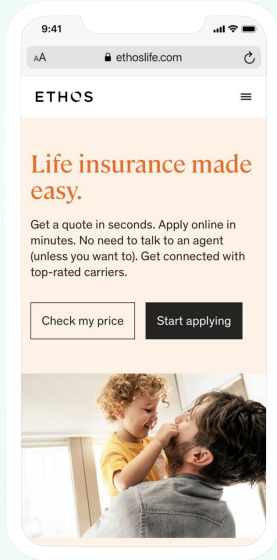 9:41
AA
ethoslife.com
ETHOS
Life insurance made
easy.
Get a quote in seconds. Apply online in
minutes. No need to talk to an agent
(unless you want to). Get connected with
top-rated carriers.
Check my price
Start applying